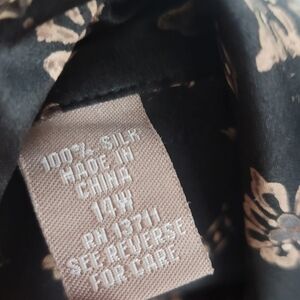 100% SILK
MADE IN
CHINA
14W
RN 13711
SEE REVERSE
FOR CARE